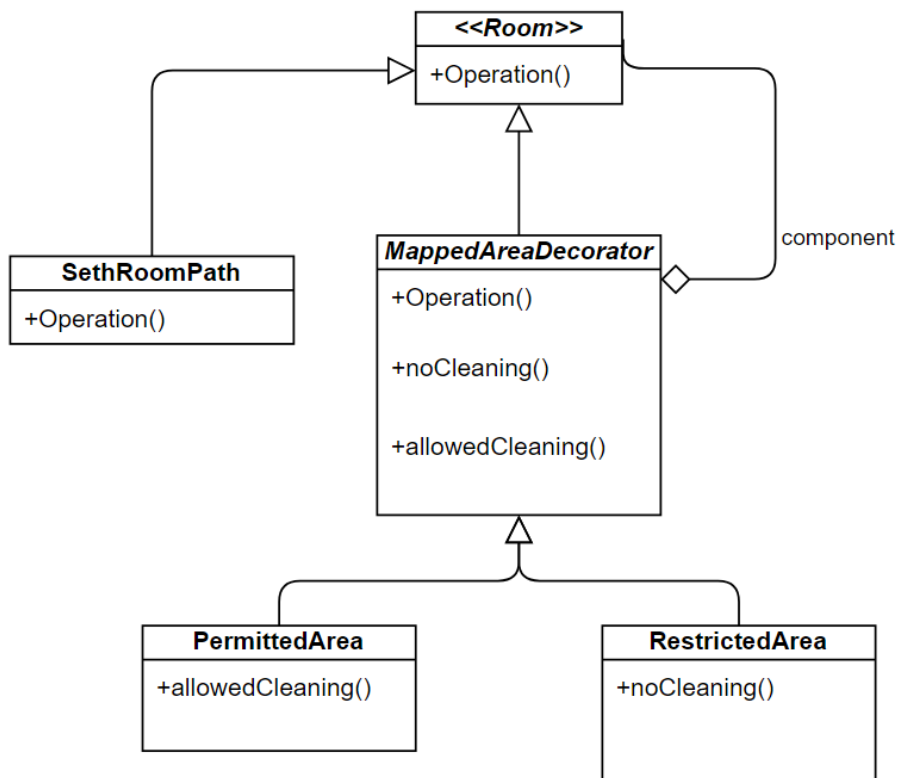 <<Room>>
+Operation()
component
MappedAreaDecorator
SethRoomPath
+Operation()
+Operation()
+noCleaning()
+allowedCleaning()
PermittedArea
+allowedCleaning()
RestrictedArea
+noCleaning()